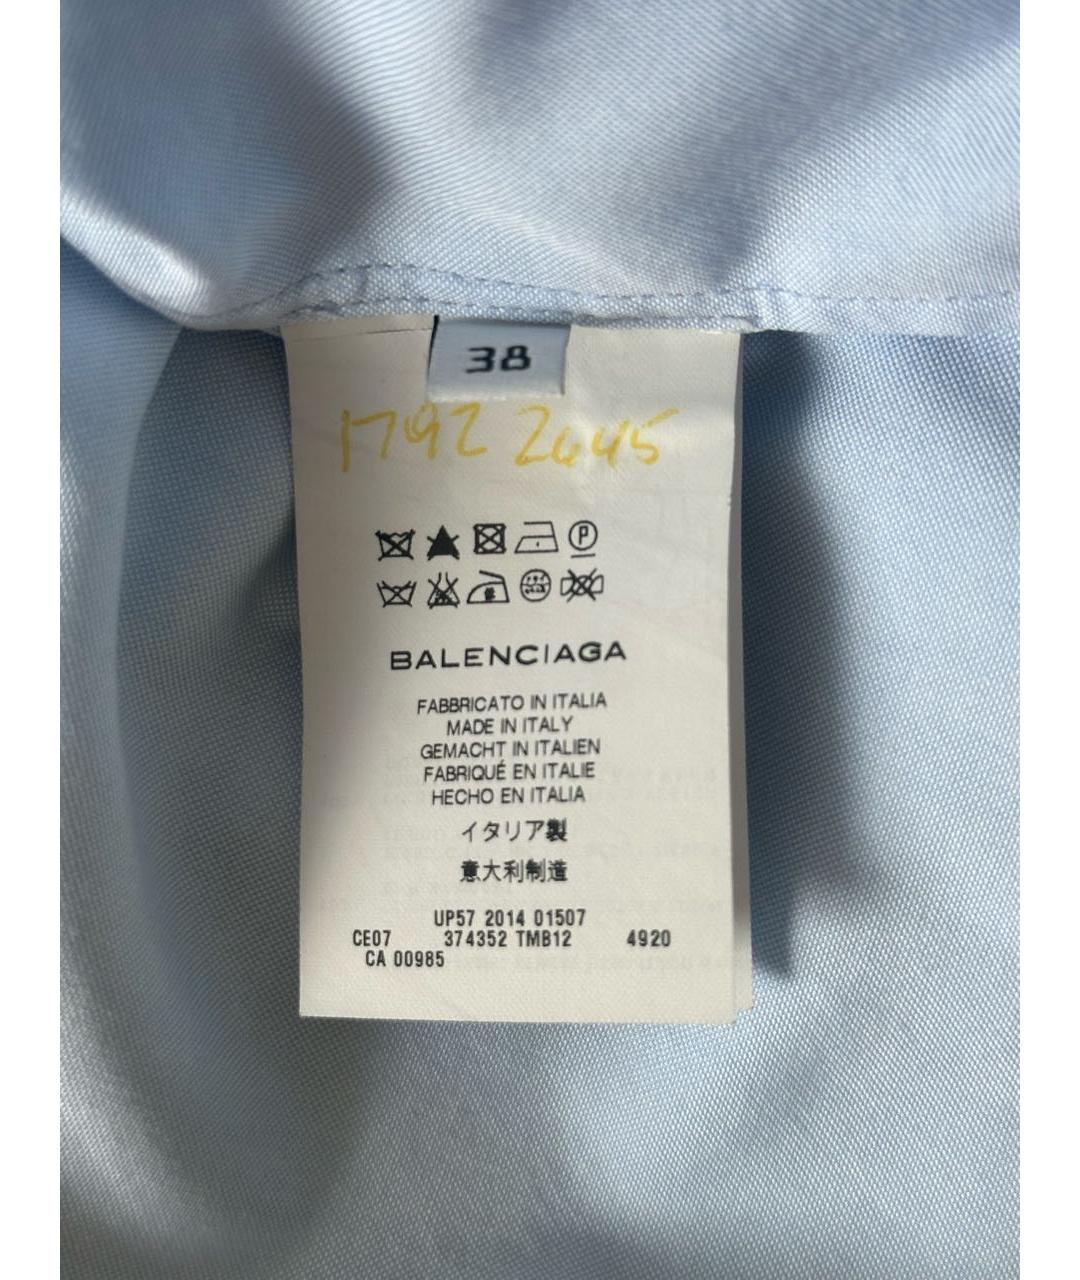 38
1792 2645
BALENCIAGA
FABBRICATO IN ITALIA
MADE IN ITALY
GEMACHT IN ITALIEN
FABRIQUÉ EN ITALIE
HECHO EN ITALIA
イタリア製
意大利制造
UP57 2014 01507
CE07 374352 TMB12 4920
CA 00985